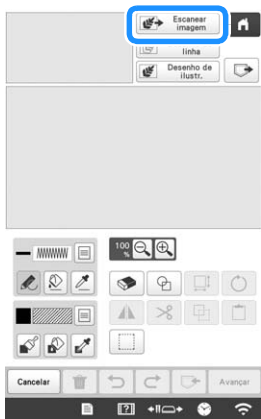 Escanear
imagem
linha
Desenho de
ilustr.
100
%
Cancelar
Avançar